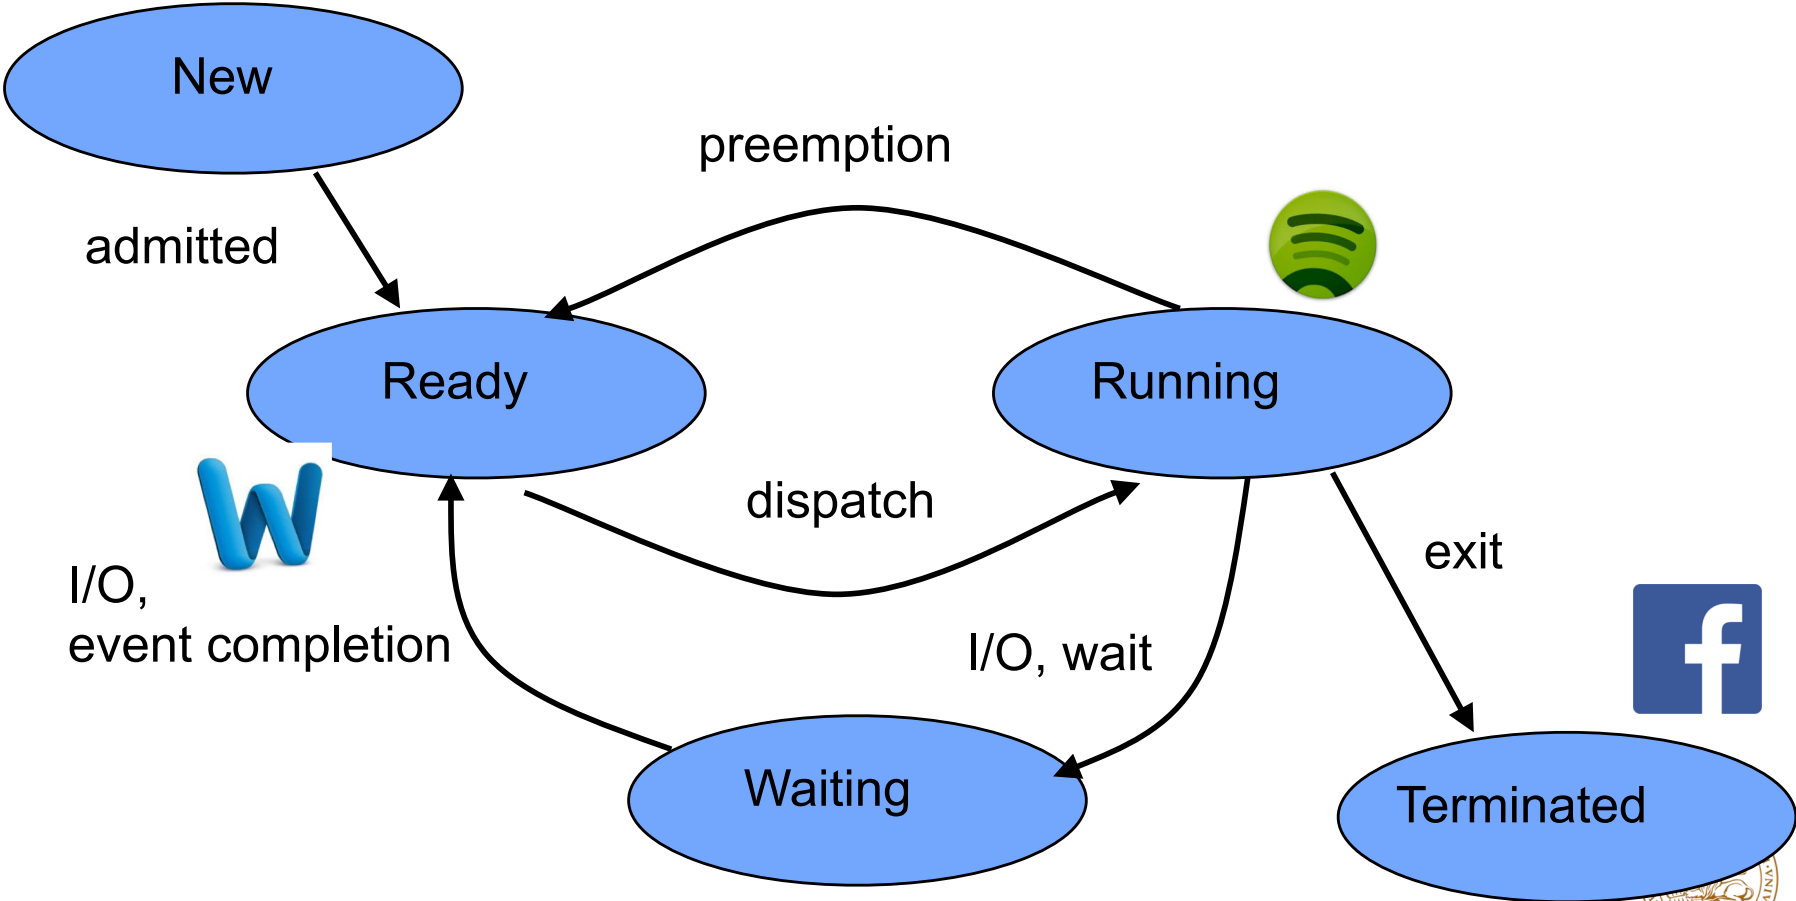 New
preemption
admitted
Ready
Running
dispatch
exit
I/O,
event completion
I/O, wait
Waiting
Terminated